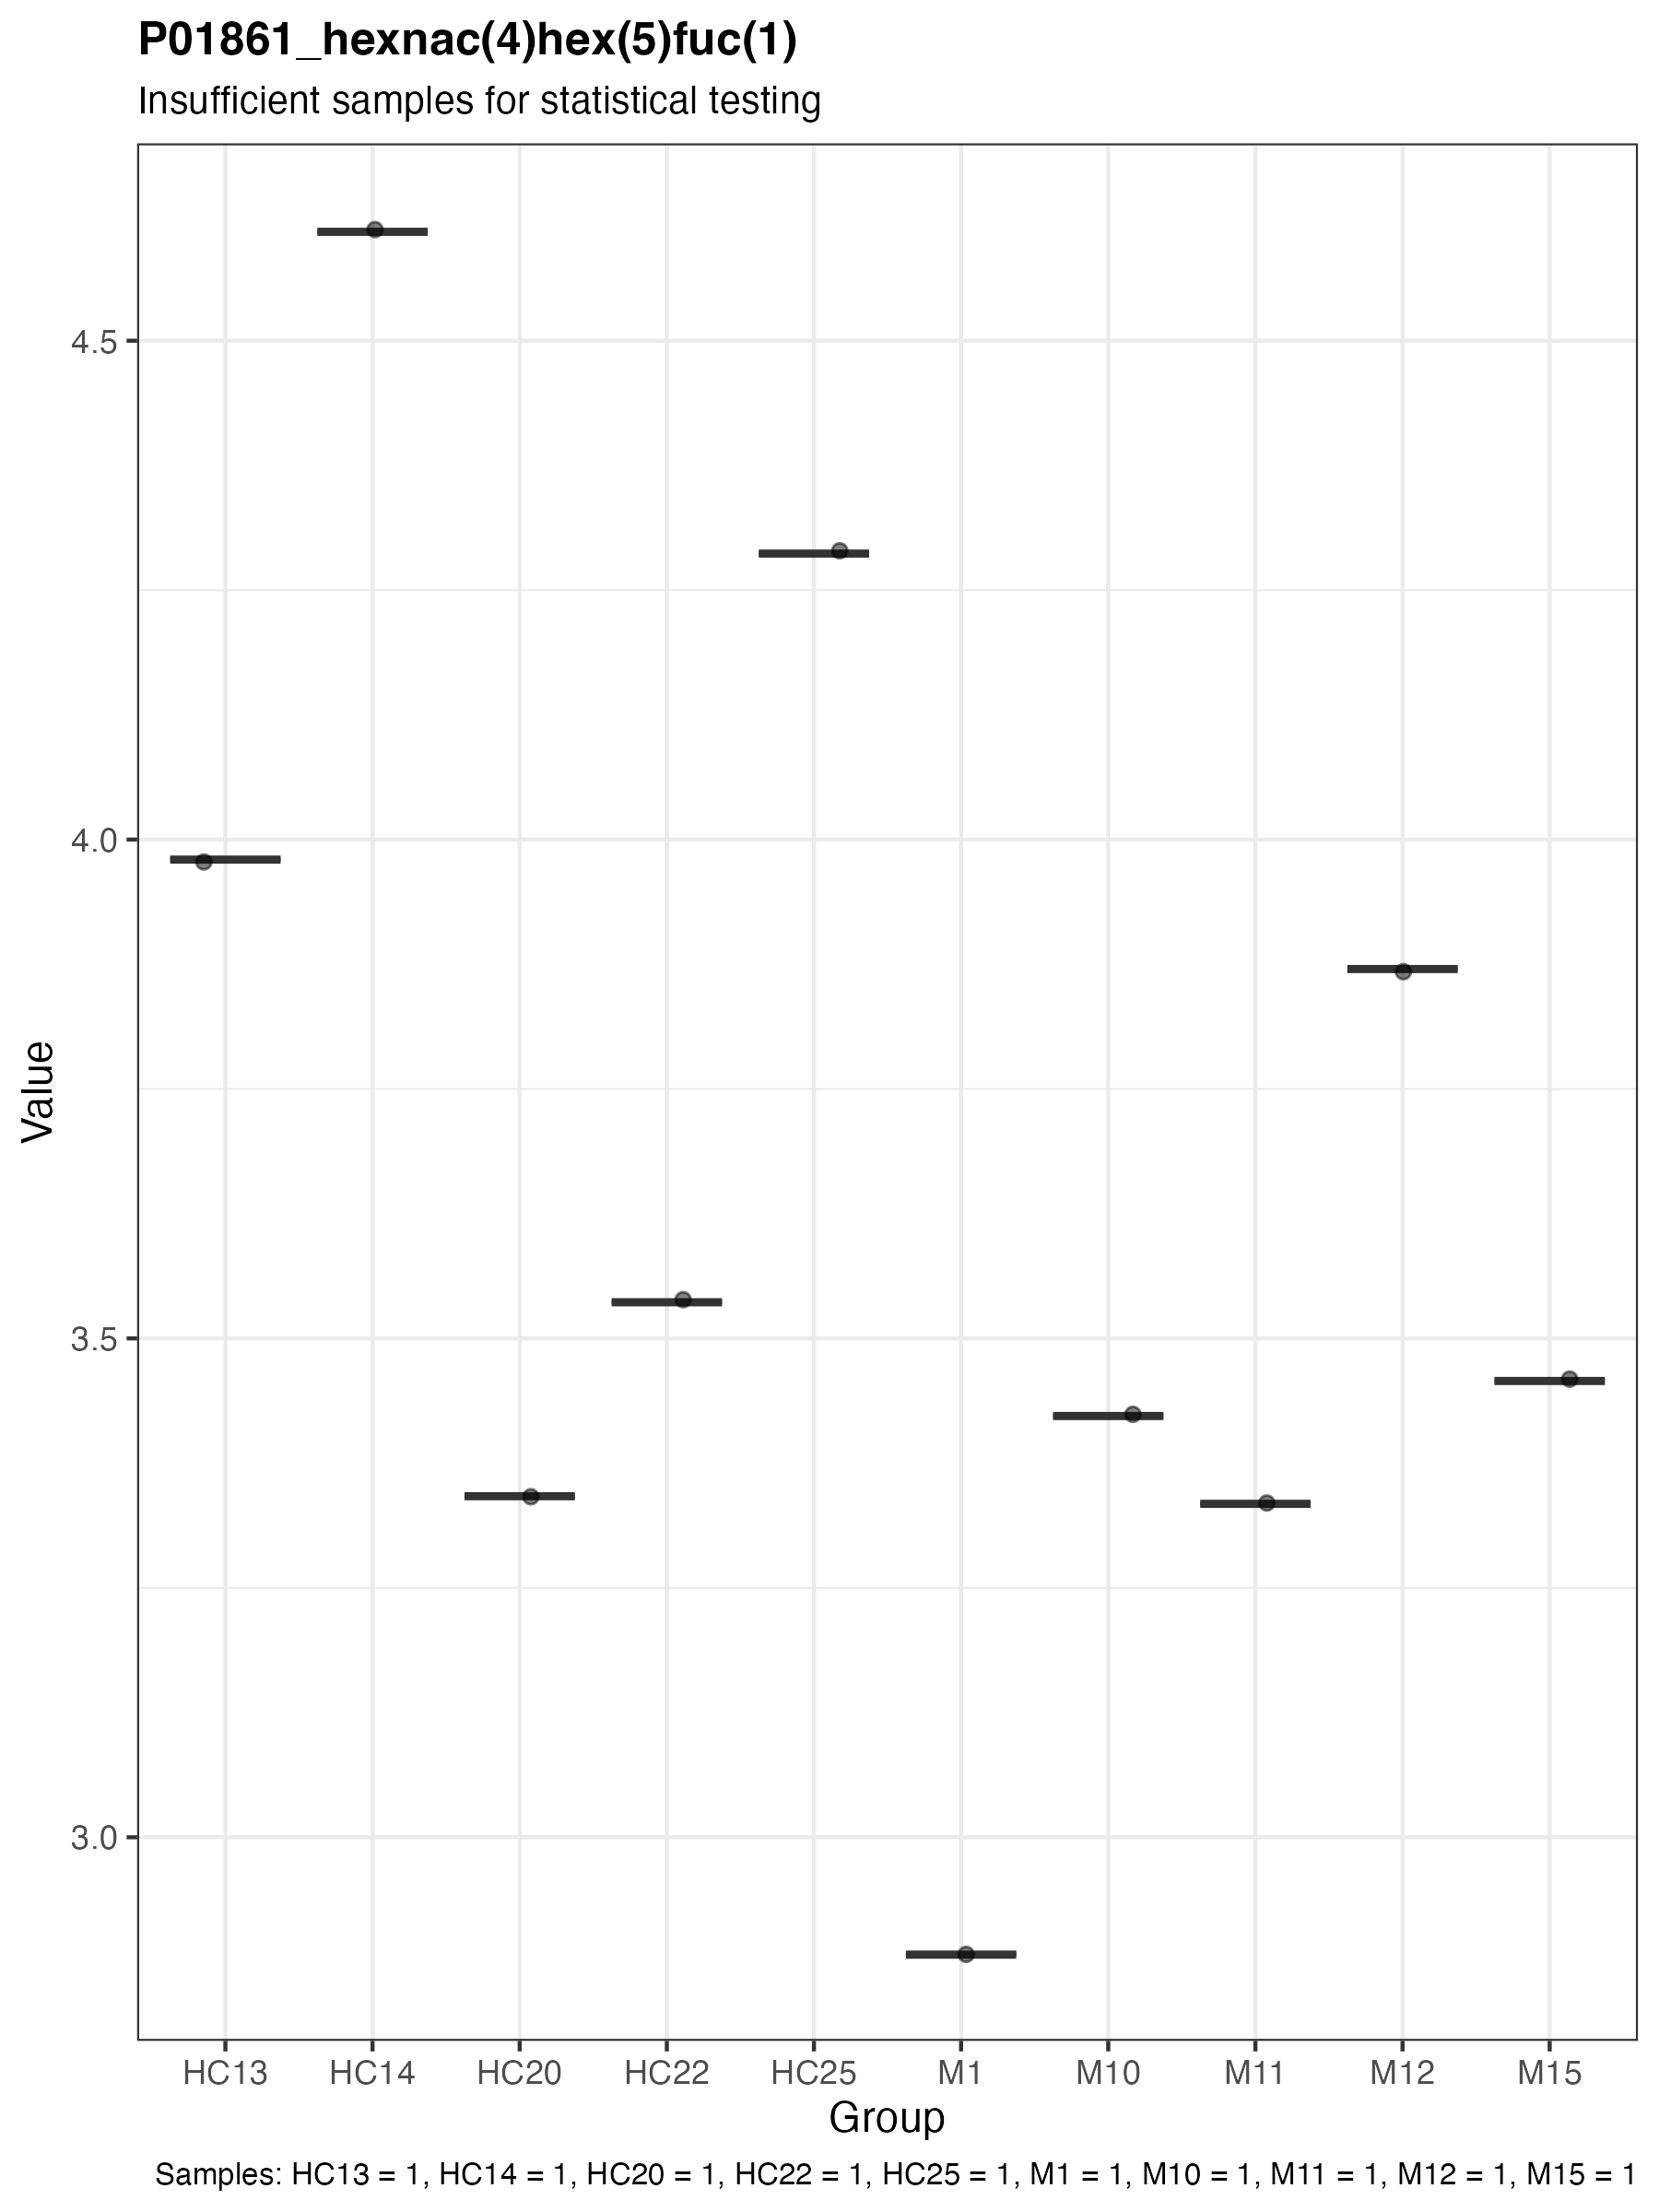 P01861_hexnac(4)hex(5)fuc(1)
Insufficient samples for statistical testing
4.5
4.0
3.5
3.0
Value
HC13 HC14 HC20 HC22 HC25 M1 M10 M11 M12 M15
Group
Samples: HC13 = 1, HC14 = 1, HC20 = 1, HC22 = 1, HC25 = 1, M1 = 1, M10 = 1, M11 = 1, M12 = 1, M15 = 1